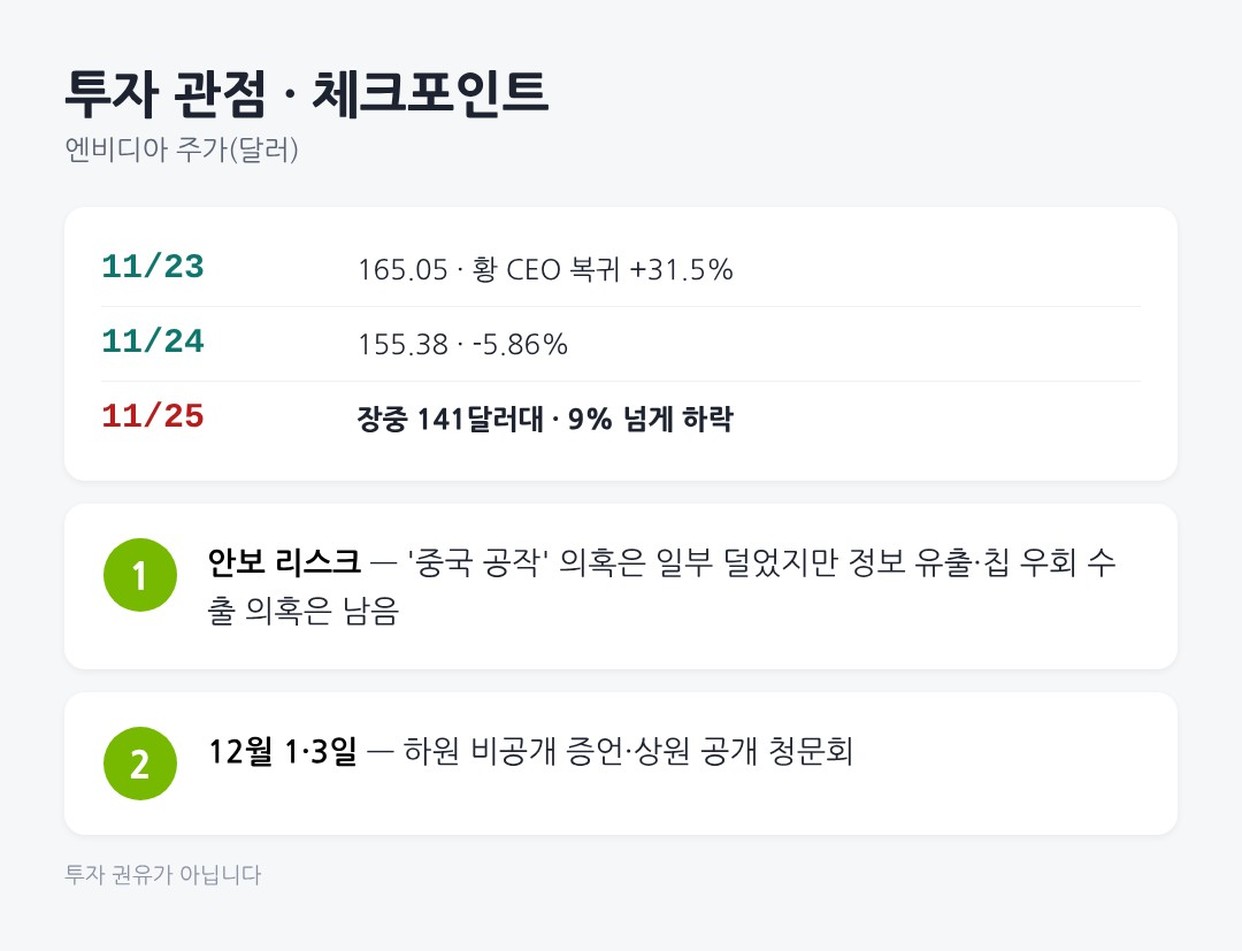 투자 관점 · 체크포인트
엔비디아 주가(달러)
11/23 165.05 · 황 CEO 복귀 +31.5%
11/24 155.38 · -5.86%
11/25 장중 141달러대 · 9% 넘게 하락
1 안보 리스크 — '중국 공작' 의혹은 일부 덜었지만 정보 유출·칩 우회 수
출 의혹은 남음
2 12월 1·3일 — 하원 비공개 증언·상원 공개 청문회
투자 권유가 아닙니다